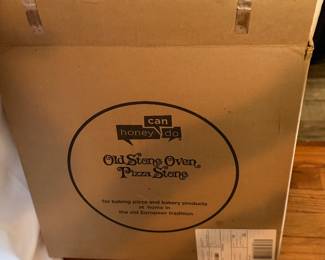 can
honey do
Old Stone Oven
Pizza Stone
for baking pizza and bakery products
at home in
the old European tradition